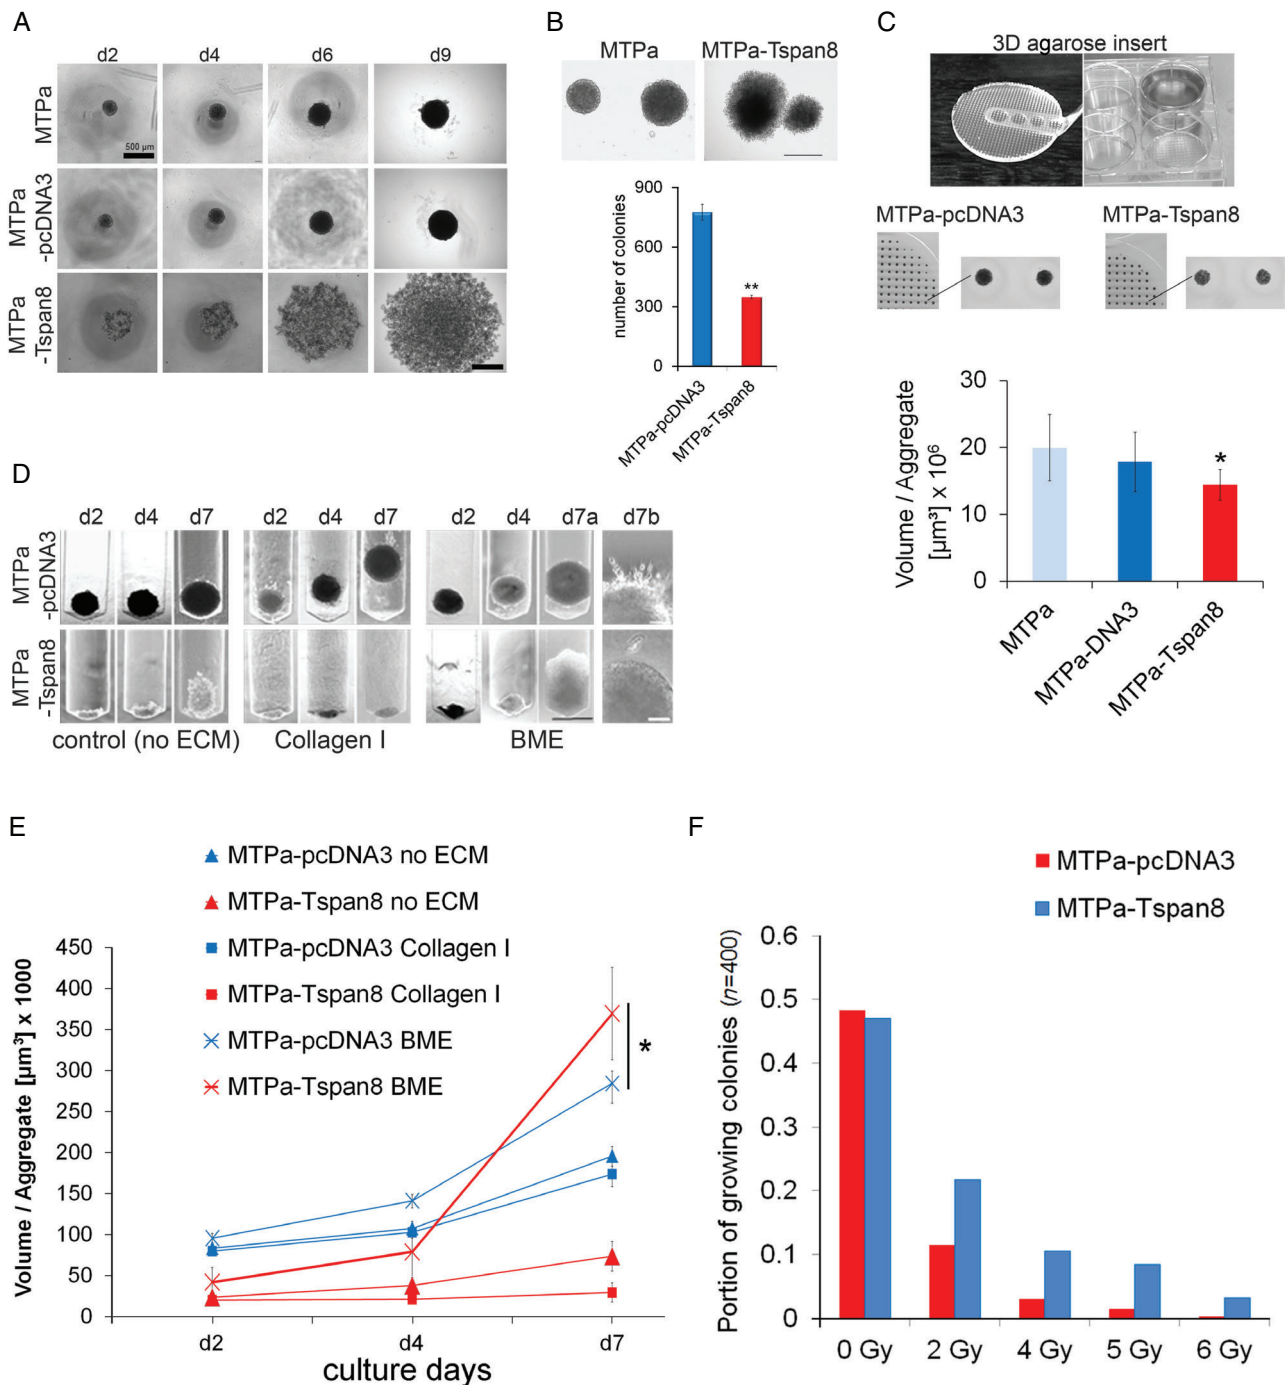 A
d2 d4 d6 d9
MTPa
500 µm
MTPa
-pcDNA3
MTPa
-Tspan8
B
MTPa MTPa-Tspan8
number of colonies
900
600
300
0
**
MTPa-pcDNA3
MTPa-Tspan8
C
3D agarose insert
MTPa-pcDNA3 MTPa-Tspan8
Volume / Aggregate
[µm³] x 10⁶
30
20
10
0
*
MTPa
MTPa-DNA3
MTPa-Tspan8
D
d2 d4 d7 d2 d4 d7 d2 d4 d7a d7b
MTPa
-pcDNA3
MTPa
-Tspan8
control (no ECM) Collagen I BME
E
MTPa-pcDNA3 no ECM
MTPa-Tspan8 no ECM
MTPa-pcDNA3 Collagen I
MTPa-Tspan8 Collagen I
MTPa-pcDNA3 BME
MTPa-Tspan8 BME
Volume / Aggregate [µm³] x 1000
450
400
350
300
250
200
150
100
50
0
*
d2 d4 d7
culture days
F
MTPa-pcDNA3
MTPa-Tspan8
Portion of growing colonies (n=400)
0.6
0.5
0.4
0.3
0.2
0.1
0
0 Gy 2 Gy 4 Gy 5 Gy 6 Gy